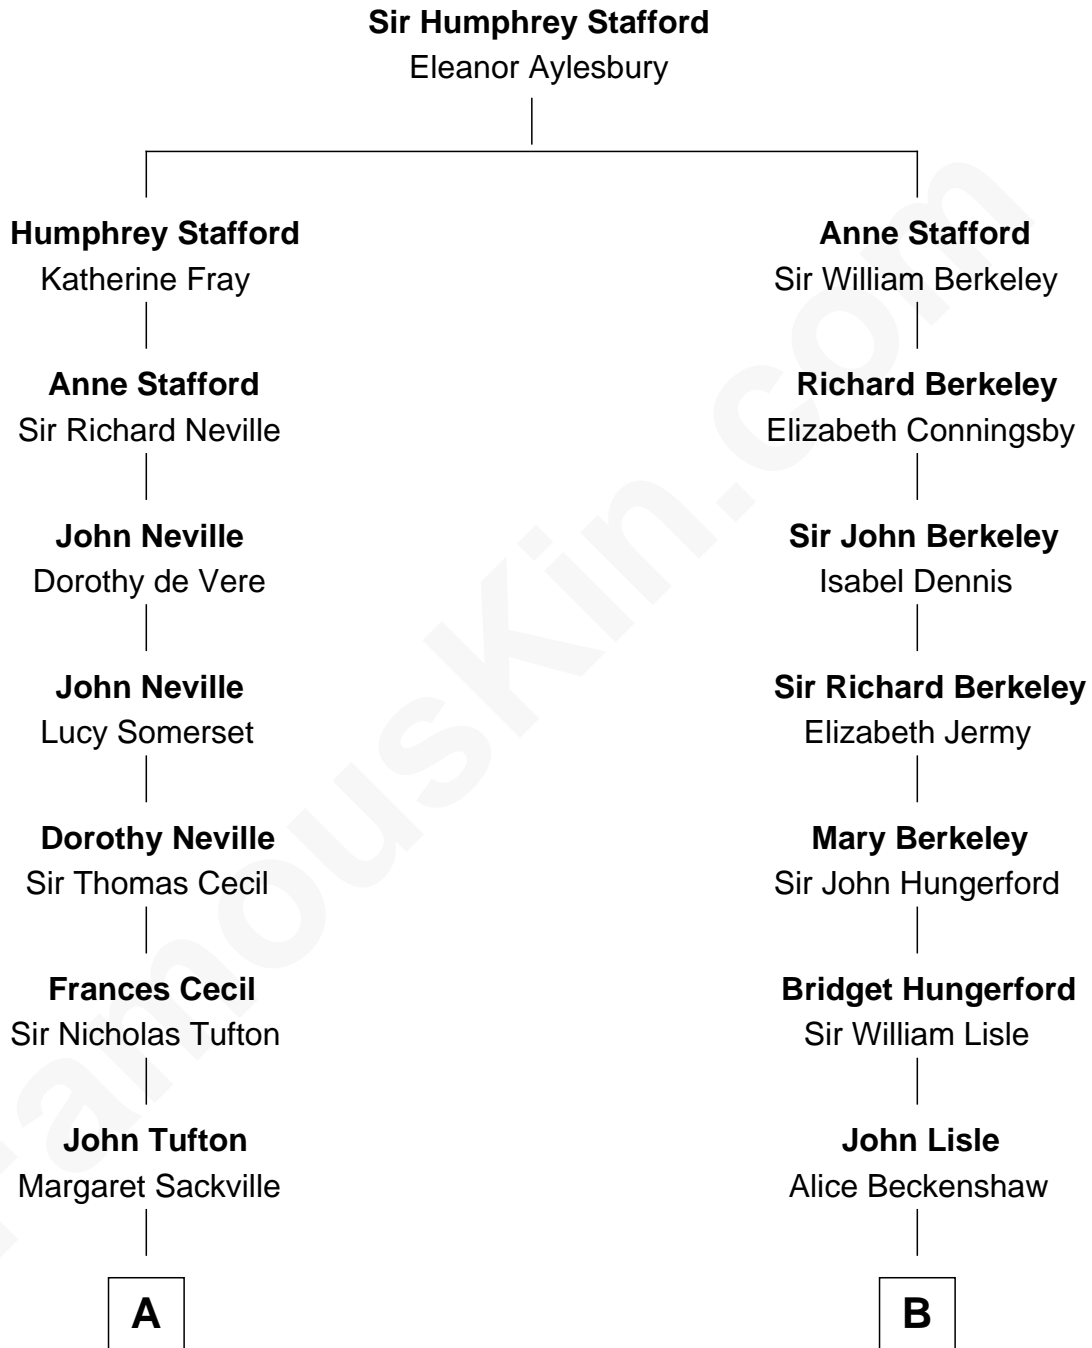 Sir Humphrey Stafford
Eleanor Aylesbury
Humphrey Stafford
Katherine Fray
Anne Stafford
Sir Richard Neville
John Neville
Dorothy de Vere
John Neville
Lucy Somerset
Dorothy Neville
Sir Thomas Cecil
Frances Cecil
Sir Nicholas Tufton
John Tufton
Margaret Sackville
A
Anne Stafford
Sir William Berkeley
Richard Berkeley
Elizabeth Conningsby
Sir John Berkeley
Isabel Dennis
Sir Richard Berkeley
Elizabeth Jermy
Mary Berkeley
Sir John Hungerford
Bridget Hungerford
Sir William Lisle
John Lisle
Alice Beckenshaw
B
FamousKin.com